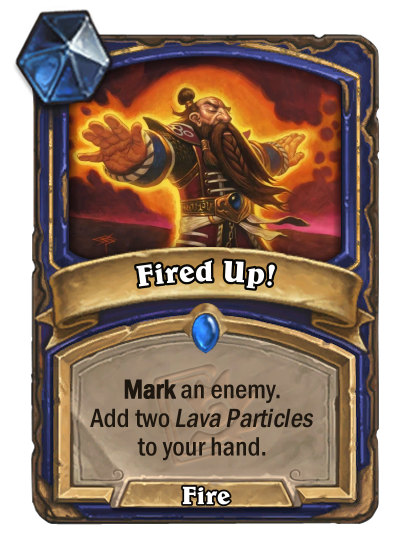 Fired Up!
Mark an enemy.
Add two Lava Particles
to your hand.
Fire